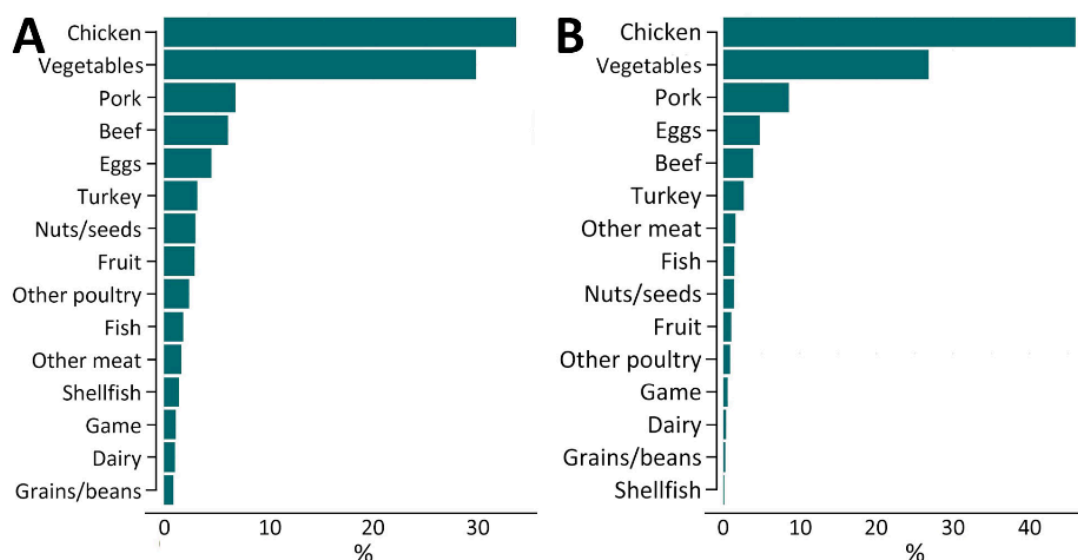 A
Chicken
Vegetables
Pork
Beef
Eggs
Turkey
Nuts/seeds
Fruit
Other poultry
Fish
Other meat
Shellfish
Game
Dairy
Grains/beans
0 10 20 30
%
B
Chicken
Vegetables
Pork
Eggs
Beef
Turkey
Other meat
Fish
Nuts/seeds
Fruit
Other poultry
Game
Dairy
Grains/beans
Shellfish
0 10 20 30 40
%